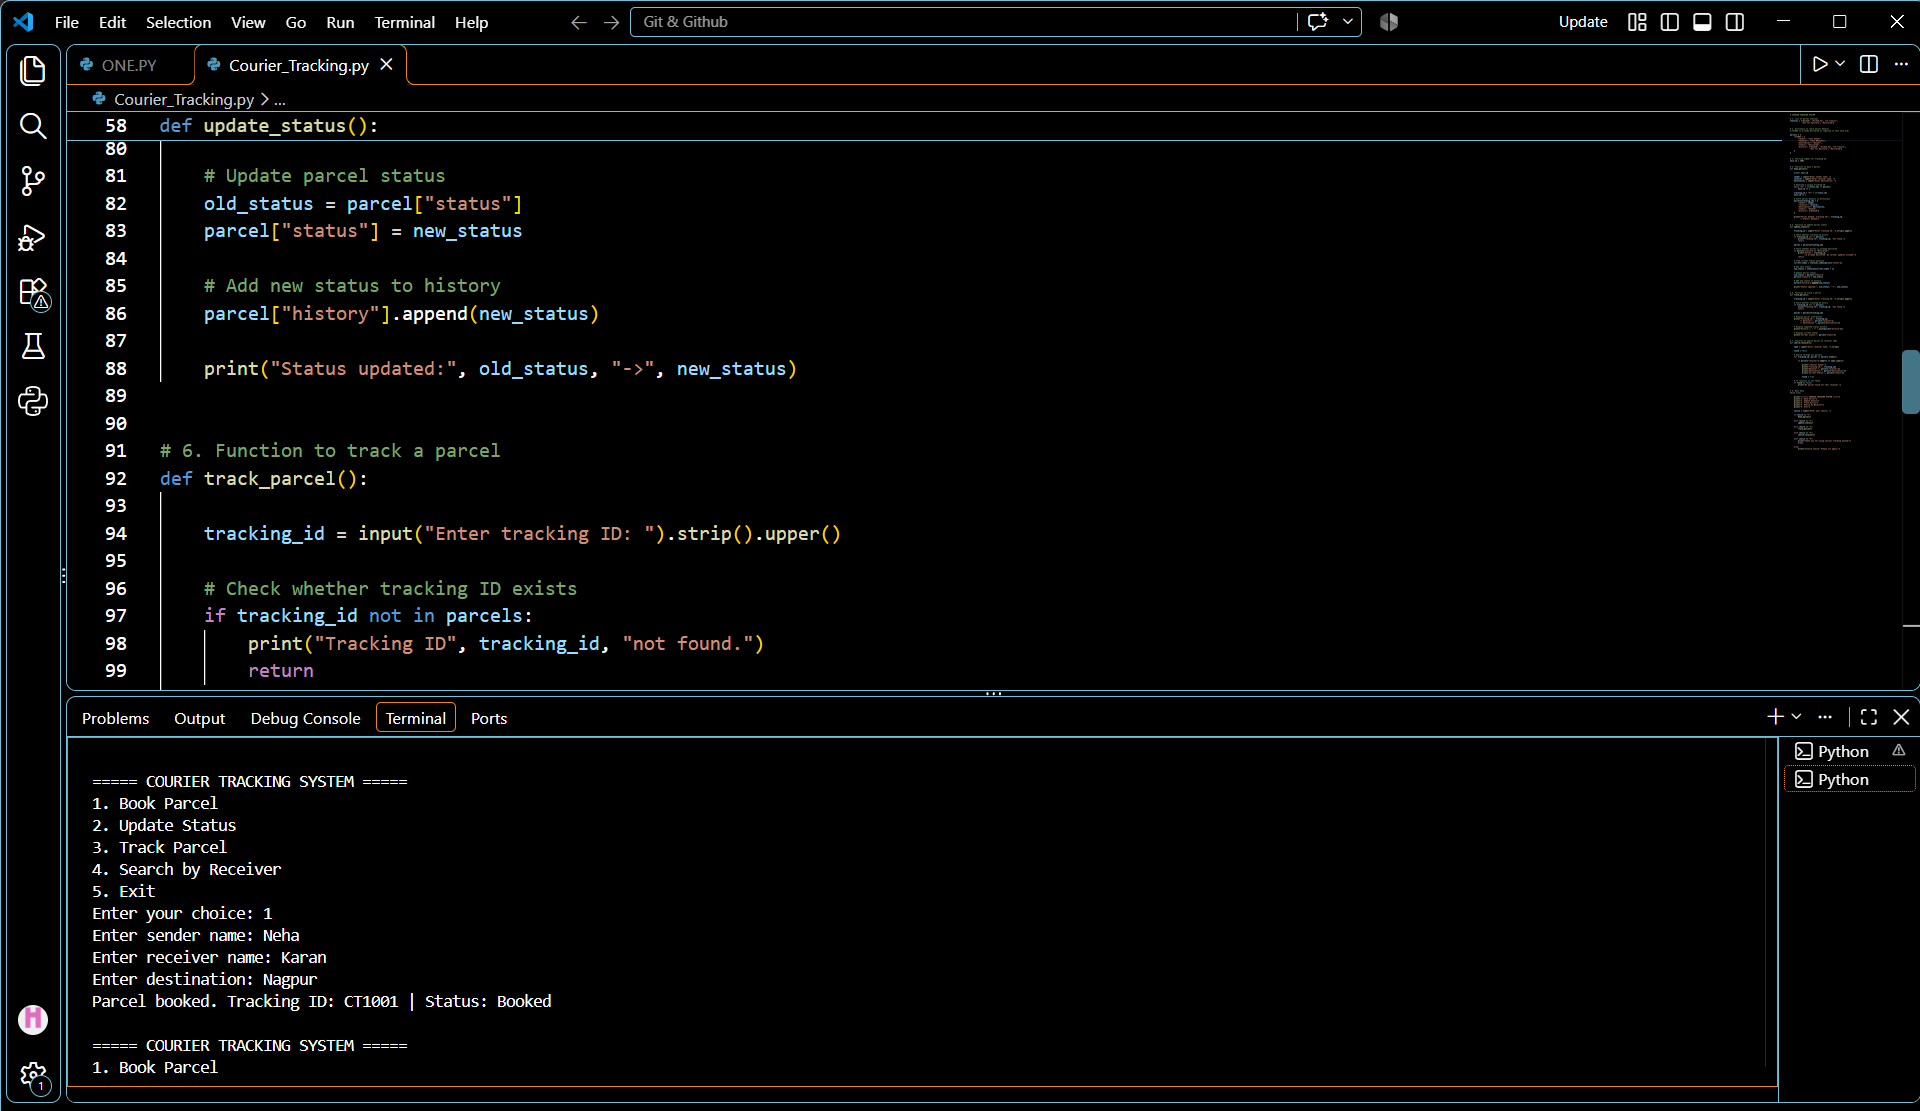 File Edit Selection View Go Run Terminal Help
Git & Github
Update
ONE.PY
Courier_Tracking.py
Courier_Tracking.py > ...
58 def update_status():
80
81 # Update parcel status
82 old_status = parcel["status"]
83 parcel["status"] = new_status
84
85 # Add new status to history
86 parcel["history"].append(new_status)
87
88 print("Status updated:", old_status, "->", new_status)
89
90
91 # 6. Function to track a parcel
92 def track_parcel():
93
94 tracking_id = input("Enter tracking ID: ").strip().upper()
95
96 # Check whether tracking ID exists
97 if tracking_id not in parcels:
98 print("Tracking ID", tracking_id, "not found.")
99 return
Problems Output Debug Console Terminal Ports
Python
Python
===== COURIER TRACKING SYSTEM =====
1. Book Parcel
2. Update Status
3. Track Parcel
4. Search by Receiver
5. Exit
Enter your choice: 1
Enter sender name: Neha
Enter receiver name: Karan
Enter destination: Nagpur
Parcel booked. Tracking ID: CT1001 | Status: Booked
===== COURIER TRACKING SYSTEM =====
1. Book Parcel
H
1